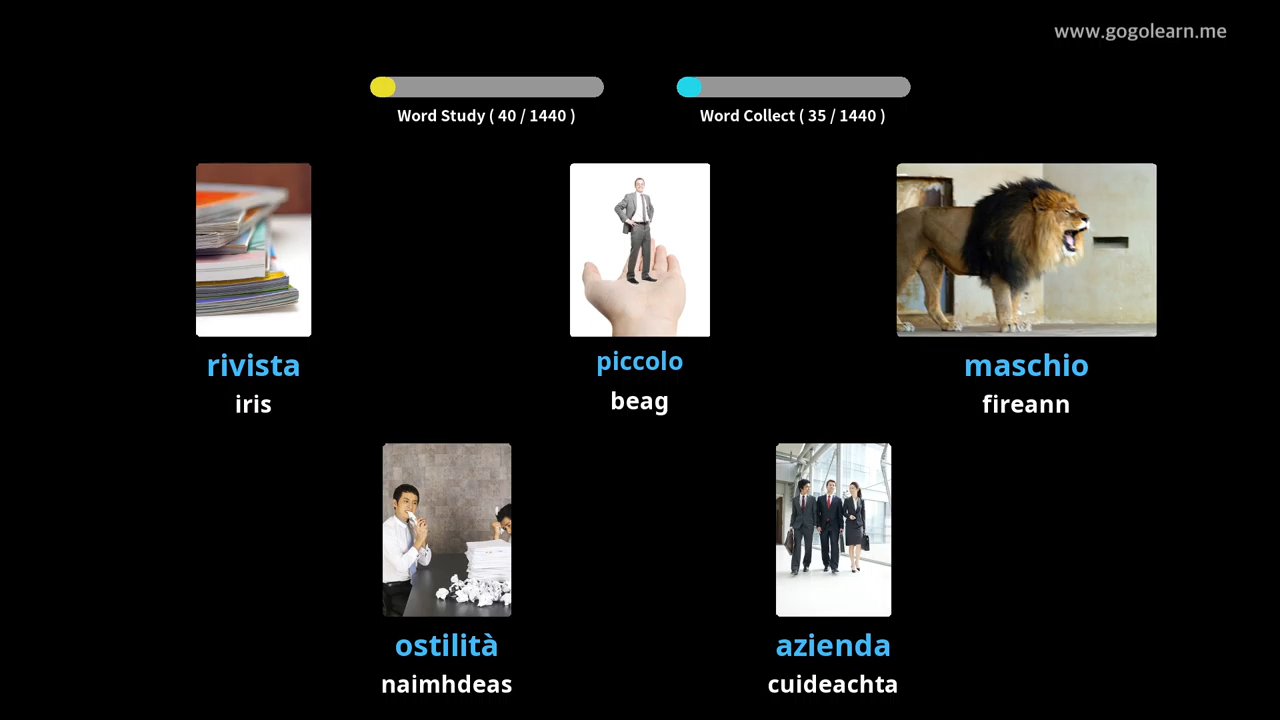 www.gogolearn.me
Word Study ( 40 / 1440 )
Word Collect ( 35 / 1440 )
rivista
iris
piccolo
beag
maschio
fireann
ostilità
naimhdeas
azienda
cuideachta